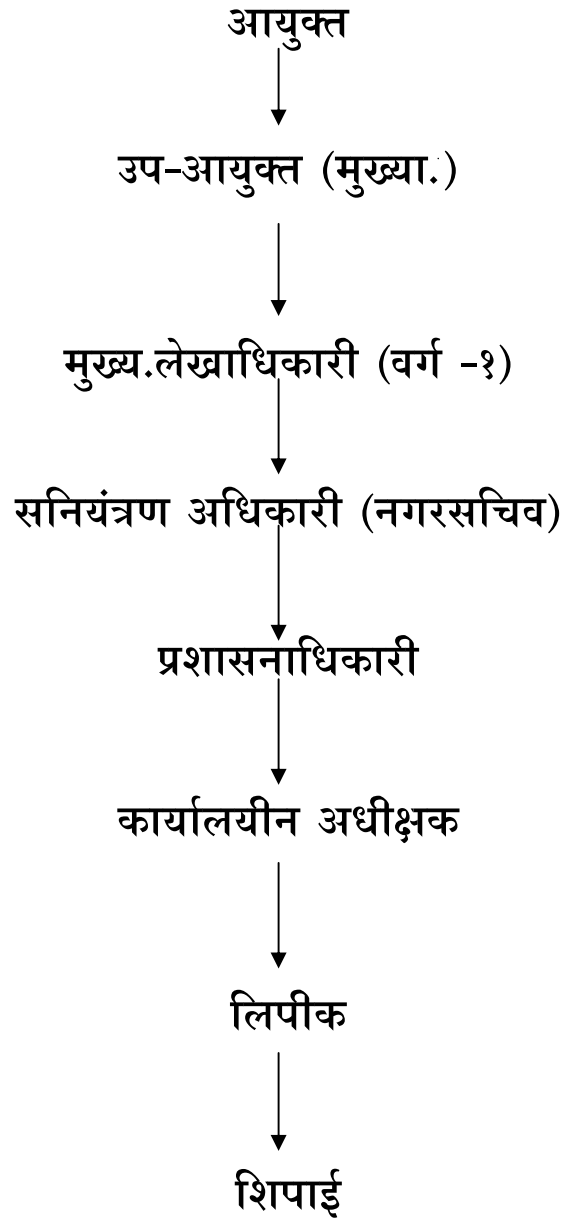 आयुक्त
उप-आयुक्त (मुख्या.)
मुख्य.लेखाधिकारी (वर्ग -१)
सनियंत्रण अधिकारी (नगरसचिव)
प्रशासनाधिकारी
कार्यालयीन अधीक्षक
लिपीक
शिपाई